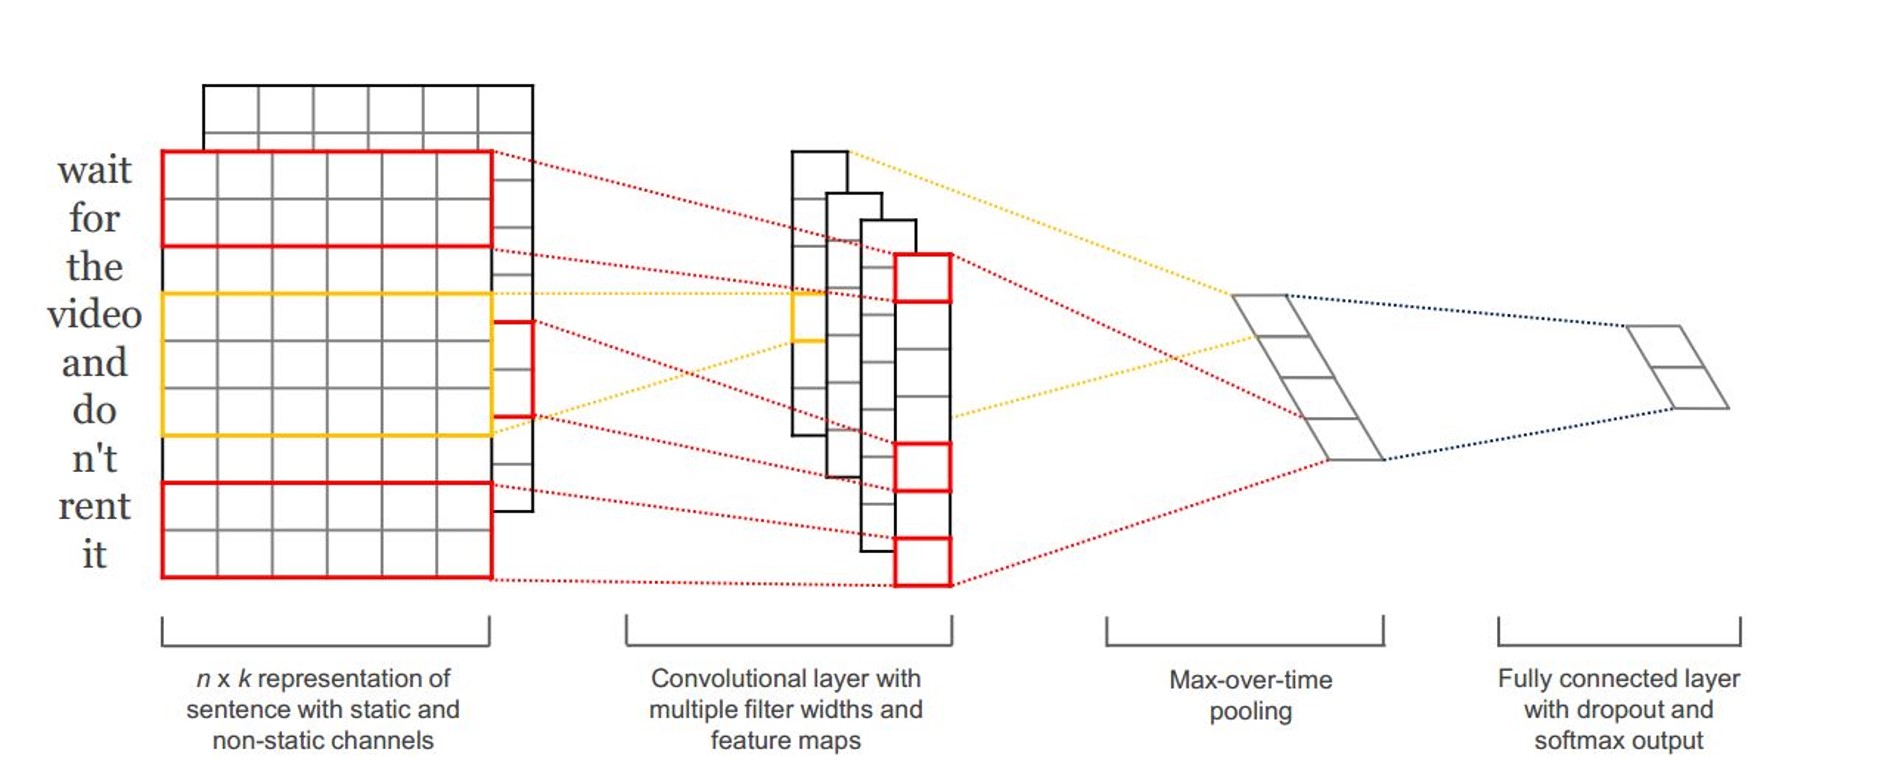 wait
for
the
video
and
do
n't
rent
it
n x k representation of
sentence with static and
non-static channels
Convolutional layer with
multiple filter widths and
feature maps
Max-over-time
pooling
Fully connected layer
with dropout and
softmax output